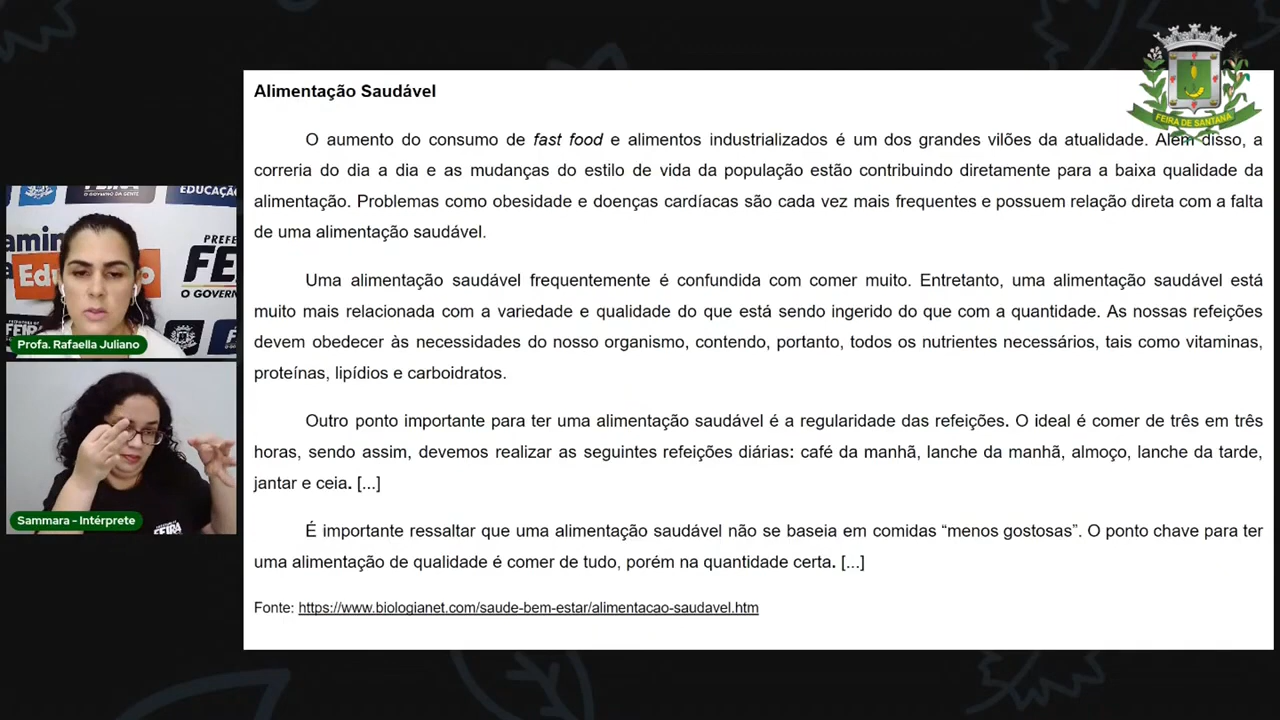 FEIRA DE SANTANA
Alimentação Saudável
O aumento do consumo de fast food e alimentos industrializados é um dos grandes vilões da atualidade. Além disso, a
correria do dia a dia e as mudanças do estilo de vida da população estão contribuindo diretamente para a baixa qualidade da
alimentação. Problemas como obesidade e doenças cardíacas são cada vez mais frequentes e possuem relação direta com a falta
de uma alimentação saudável.
Uma alimentação saudável frequentemente é confundida com comer muito. Entretanto, uma alimentação saudável está
muito mais relacionada com a variedade e qualidade do que está sendo ingerido do que com a quantidade. As nossas refeições
devem obedecer às necessidades do nosso organismo, contendo, portanto, todos os nutrientes necessários, tais como vitaminas,
proteínas, lipídios e carboidratos.
Outro ponto importante para ter uma alimentação saudável é a regularidade das refeições. O ideal é comer de três em três
horas, sendo assim, devemos realizar as seguintes refeições diárias: café da manhã, lanche da manhã, almoço, lanche da tarde,
jantar e ceia. [...]
É importante ressaltar que uma alimentação saudável não se baseia em comidas “menos gostosas”. O ponto chave para ter
uma alimentação de qualidade é comer de tudo, porém na quantidade certa. [...]
Fonte: https://www.biologianet.com/saude-bem-estar/alimentacao-saudavel.htm
EDUCAÇÃO
PREFE
FE
O GOVERN
Profa. Rafaella Juliano
FEIRA
Sammara - Intérprete